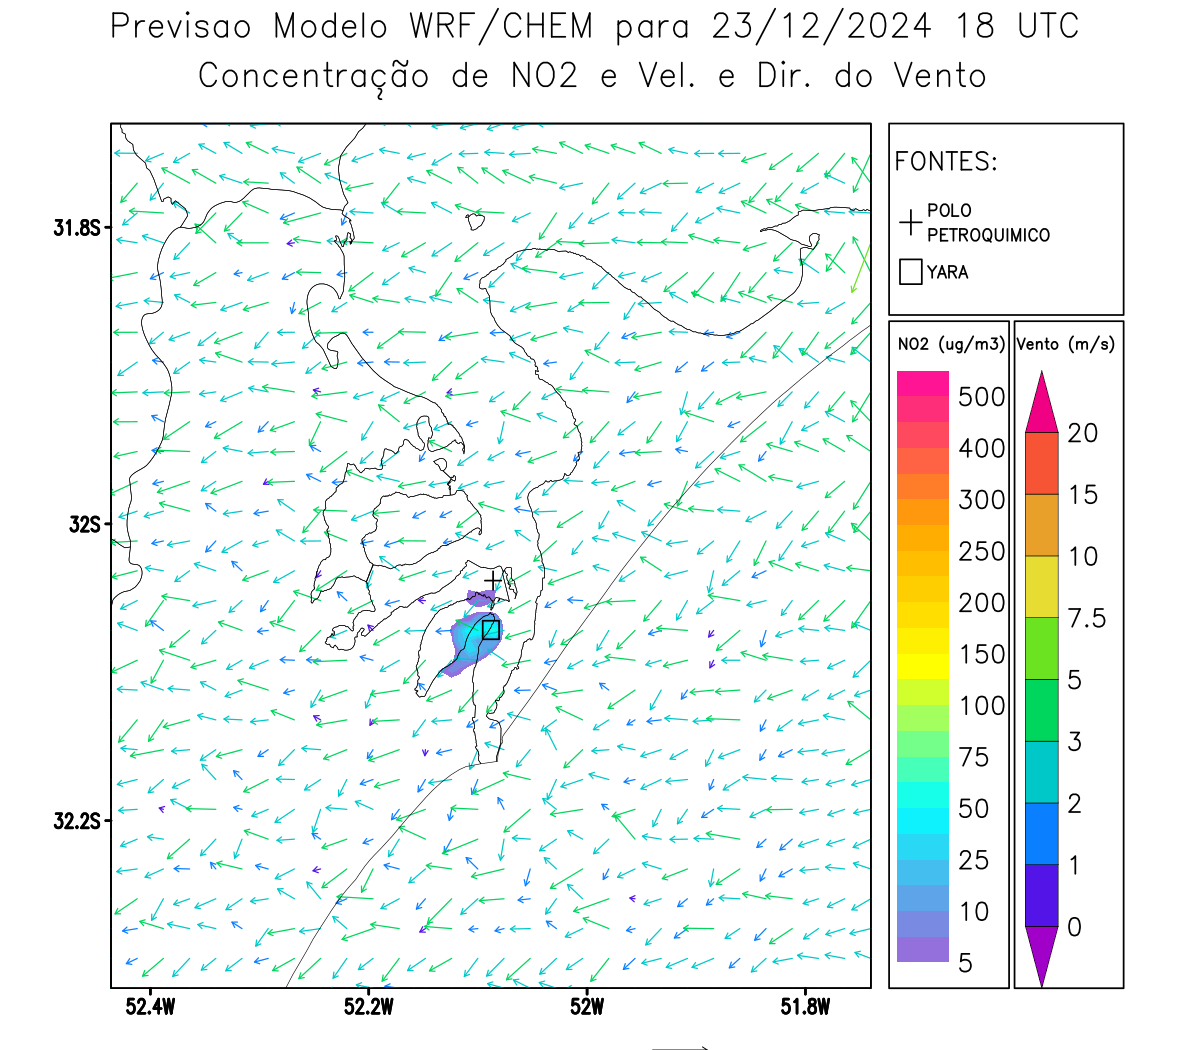 Previsao Modelo WRF/CHEM para 23/12/2024 18 UTC
Concentração de NO2 e Vel. e Dir. do Vento
FONTES:
POLO
PETROQUIMICO
YARA
NO2 (ug/m3)
500
400
300
250
200
150
100
75
50
25
10
5
Vento (m/s)
20
15
10
7.5
5
3
2
1
0
31.8S
32S
32.2S
52.4W
52.2W
52W
51.8W